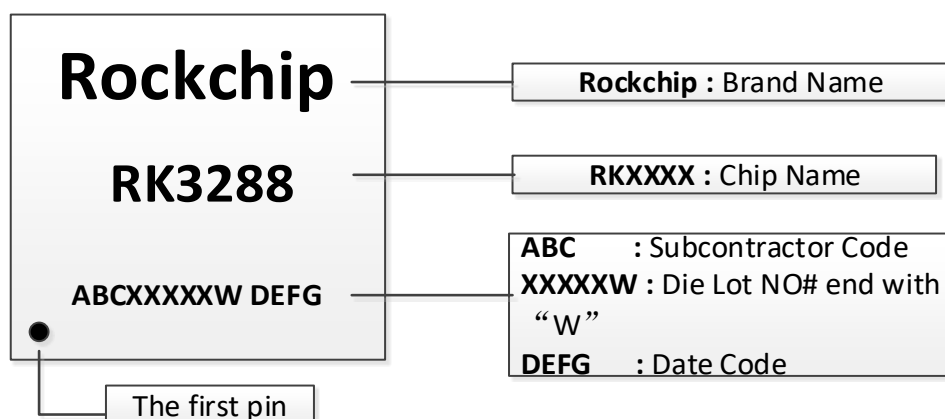 Rockchip
RK3288
ABCXXXXXW DEFG
The first pin
Rockchip : Brand Name
RKXXXX : Chip Name
ABC : Subcontractor Code
XXXXXW : Die Lot NO# end with
“W”
DEFG : Date Code